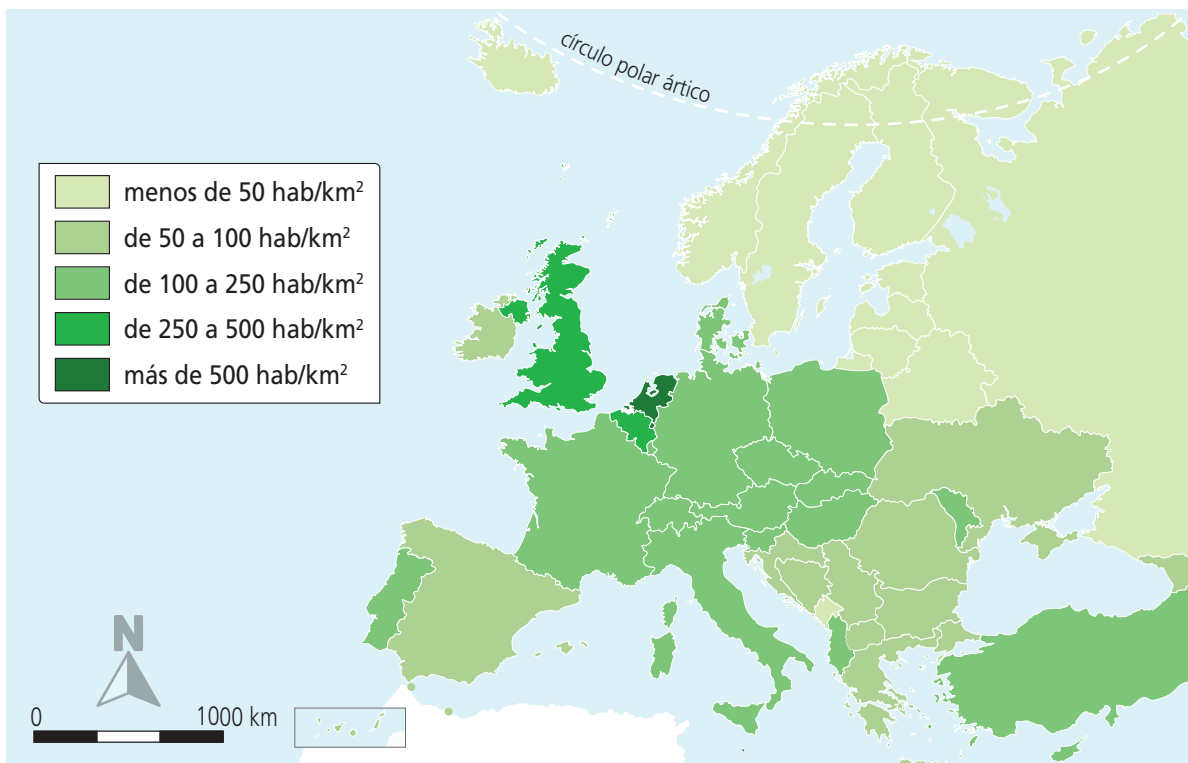 círculo polar ártico
menos de 50 hab/km²
de 50 a 100 hab/km²
de 100 a 250 hab/km²
de 250 a 500 hab/km²
más de 500 hab/km²
N
0 1000 km